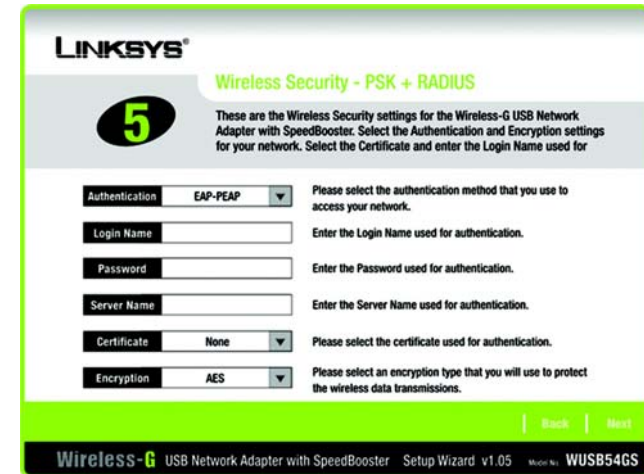 LINKSYS®
Wireless Security - PSK + RADIUS
5
These are the Wireless Security settings for the Wireless-G USB Network
Adapter with SpeedBooster. Select the Authentication and Encryption settings
for your network. Select the Certificate and enter the Login Name used for
Authentication EAP-PEAP Please select the authentication method that you use to
access your network.
Login Name Enter the Login Name used for authentication.
Password Enter the Password used for authentication.
Server Name Enter the Server Name used for authentication.
Certificate None Please select the certificate used for authentication.
Encryption AES Please select an encryption type that you will use to protect
the wireless data transmissions.
Back Next
Wireless-G USB Network Adapter with SpeedBooster Setup Wizard v1.05 Model No. WUSB54GS